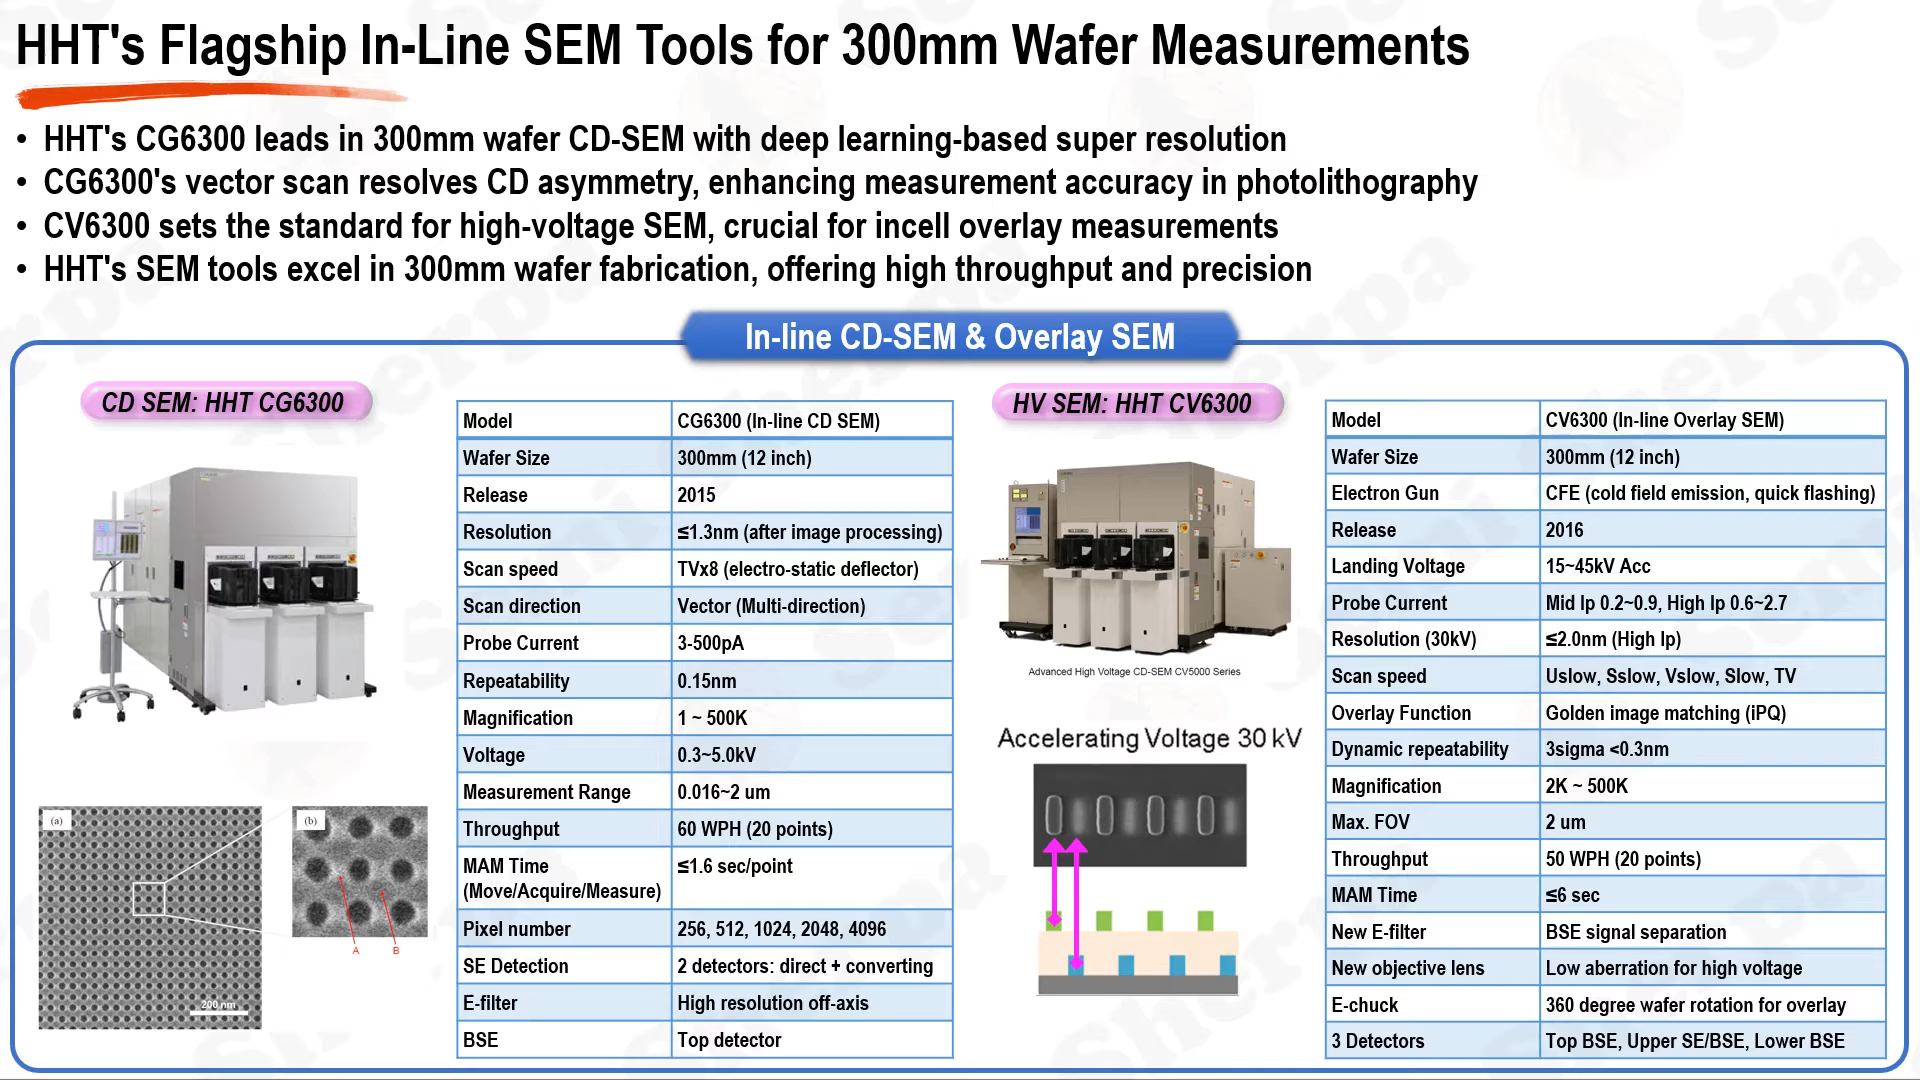 HHT's Flagship In-Line SEM Tools for 300mm Wafer Measurements
• HHT's CG6300 leads in 300mm wafer CD-SEM with deep learning-based super resolution
• CG6300's vector scan resolves CD asymmetry, enhancing measurement accuracy in photolithography
• CV6300 sets the standard for high-voltage SEM, crucial for incell overlay measurements
• HHT's SEM tools excel in 300mm wafer fabrication, offering high throughput and precision
In-line CD-SEM & Overlay SEM
CD SEM: HHT CG6300
(a)
200 nm
(b)
A
B
Model CG6300 (In-line CD SEM)
Wafer Size 300mm (12 inch)
Release 2015
Resolution ≤1.3nm (after image processing)
Scan speed TVx8 (electro-static deflector)
Scan direction Vector (Multi-direction)
Probe Current 3-500pA
Repeatability 0.15nm
Magnification 1 ~ 500K
Voltage 0.3~5.0kV
Measurement Range 0.016~2 um
Throughput 60 WPH (20 points)
MAM Time ≤1.6 sec/point
(Move/Acquire/Measure)
Pixel number 256, 512, 1024, 2048, 4096
SE Detection 2 detectors: direct + converting
E-filter High resolution off-axis
BSE Top detector
HV SEM: HHT CV6300
Advanced High Voltage CD-SEM CV5000 Series
Accelerating Voltage 30 kV
Model CV6300 (In-line Overlay SEM)
Wafer Size 300mm (12 inch)
Electron Gun CFE (cold field emission, quick flashing)
Release 2016
Landing Voltage 15~45kV Acc
Probe Current Mid Ip 0.2~0.9, High Ip 0.6~2.7
Resolution (30kV) ≤2.0nm (High Ip)
Scan speed Uslow, Sslow, Vslow, Slow, TV
Overlay Function Golden image matching (iPQ)
Dynamic repeatability 3sigma <0.3nm
Magnification 2K ~ 500K
Max. FOV 2 um
Throughput 50 WPH (20 points)
MAM Time ≤6 sec
New E-filter BSE signal separation
New objective lens Low aberration for high voltage
E-chuck 360 degree wafer rotation for overlay
3 Detectors Top BSE, Upper SE/BSE, Lower BSE